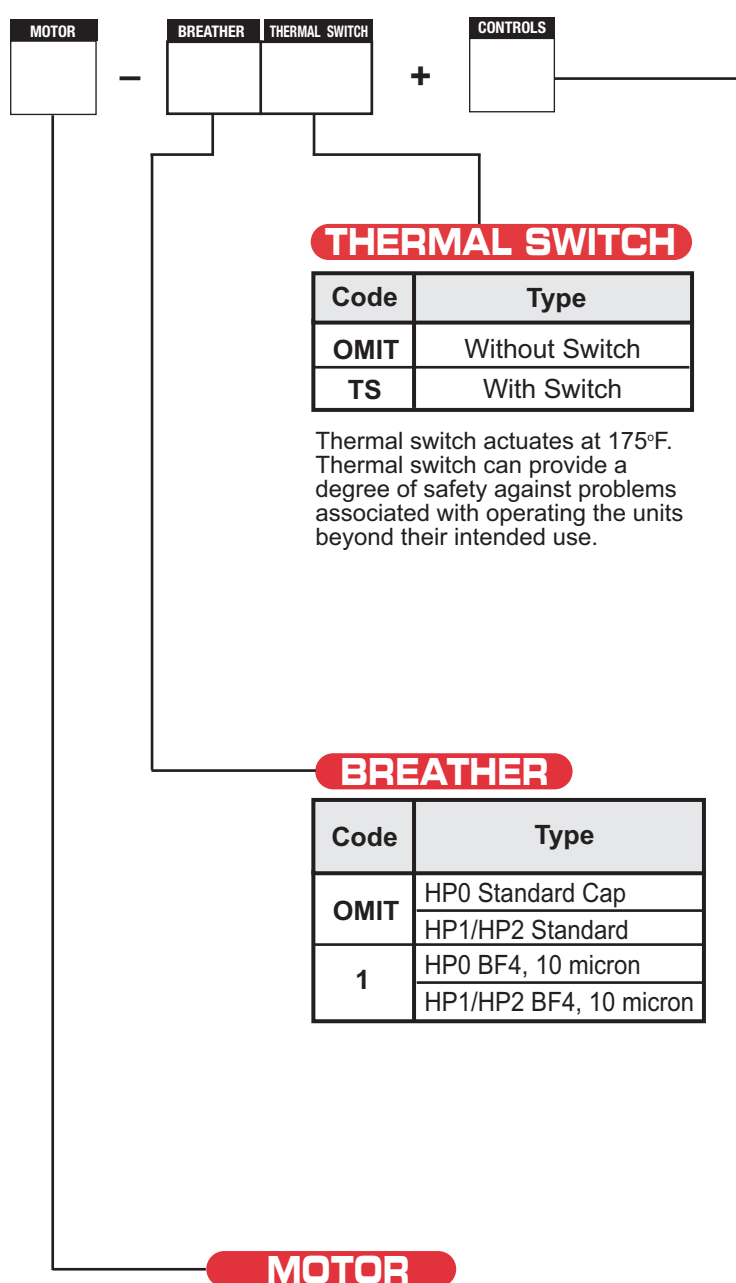 MOTOR
BREATHER THERMAL SWITCH
CONTROLS
– +
THERMAL SWITCH
Code Type
OMIT Without Switch
TS With Switch
Thermal switch actuates at 175°F.
Thermal switch can provide a
degree of safety against problems
associated with operating the units
beyond their intended use.
BREATHER
Code Type
OMIT HP0 Standard Cap
HP1/HP2 Standard
1 HP0 BF4, 10 micron
HP1/HP2 BF4, 10 micron
MOTOR